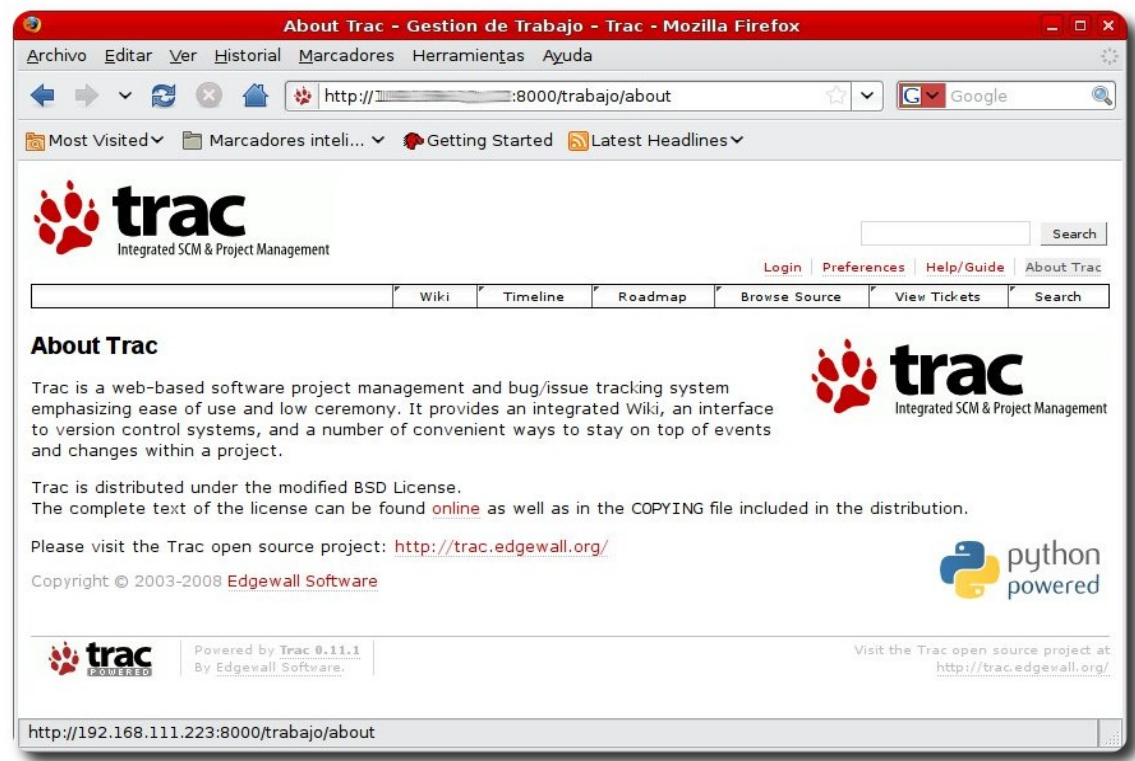 About Trac - Gestion de Trabajo - Trac - Mozilla Firefox
Archivo Editar Ver Historial Marcadores Herramientas Ayuda
http://1 :8000/trabajo/about
G Google
Most Visited Marcadores inteli... Getting Started Latest Headlines
trac
Integrated SCM & Project Management
Search
Login Preferences Help/Guide About Trac
Wiki Timeline Roadmap Browse Source View Tickets Search
About Trac
trac
Integrated SCM & Project Management
Trac is a web-based software project management and bug/issue tracking system
emphasizing ease of use and low ceremony. It provides an integrated Wiki, an interface
to version control systems, and a number of convenient ways to stay on top of events
and changes within a project.
Trac is distributed under the modified BSD License.
The complete text of the license can be found online as well as in the COPYING file included in the distribution.
Please visit the Trac open source project: http://trac.edgewall.org/
Copyright © 2003-2008 Edgewall Software
python
powered
trac
POWERED
Powered by Trac 0.11.1
By Edgewall Software.
Visit the Trac open source project at
http://trac.edgewall.org/
http://192.168.111.223:8000/trabajo/about